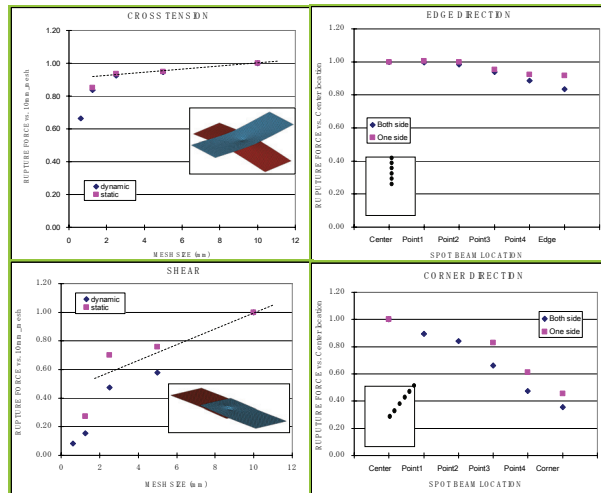 CROSS TENSION
RUPTURE FORCE vs. 10mm_mesh
1.20
1.00
0.80
0.60
0.40
0.20
0.00
dynamic
static
0 2 4 6 8 10 12
MESH SIZE (mm)
EDGE DIRECTION
RUPUTURE FORCE vs. Center location
1.20
1.00
0.80
0.60
0.40
0.20
0.00
Both side
One side
Center Point1 Point2 Point3 Point4 Edge
SPOT BEAM LOCATION
SHEAR
RUPTURE FORCE vs. 10mm_mesh
1.20
1.00
0.80
0.60
0.40
0.20
0.00
dynamic
static
0 2 4 6 8 10 12
MESH SIZE (mm)
CORNER DIRECTION
RUPUTURE FORCE vs. Center location
1.20
1.00
0.80
0.60
0.40
0.20
0.00
Both side
One side
Center Point1 Point2 Point3 Point4 Corner
SPOT BEAM LOCATION